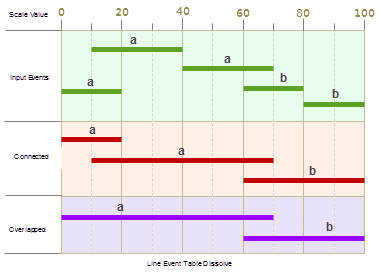 Scale Value 0 20 40 60 80 100
a
a
Input Events a b
b
a
Connected a
b
a
Overlapped b
Line Event Table Dissolve